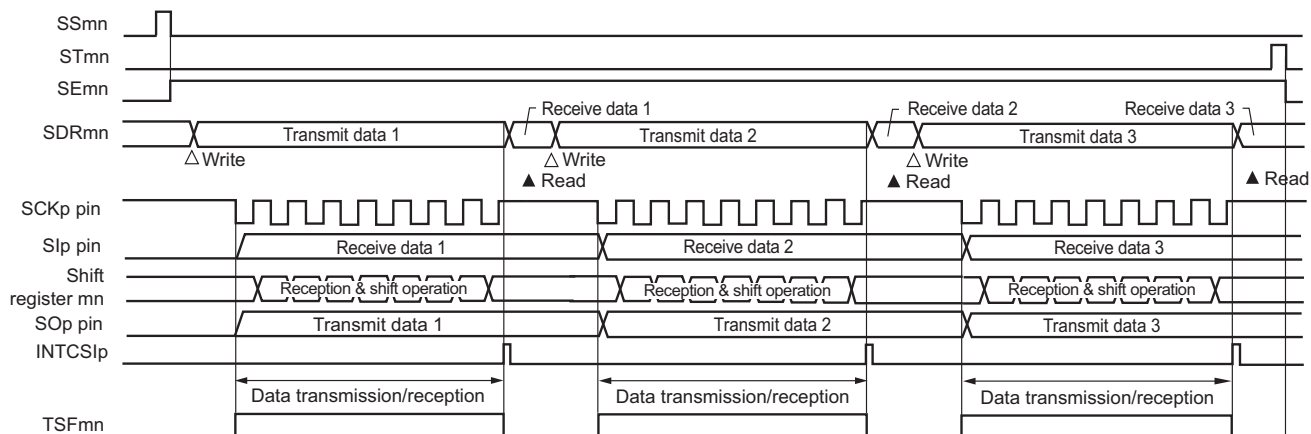 SSmn
STmn
SEmn
Receive data 1 Receive data 2 Receive data 3
SDRmn Transmit data 1 Transmit data 2 Transmit data 3
△ Write △ Write △ Write
▲ Read ▲ Read ▲ Read
SCKp pin
SIp pin Receive data 1 Receive data 2 Receive data 3
Shift
register mn Reception & shift operation Reception & shift operation Reception & shift operation
SOp pin Transmit data 1 Transmit data 2 Transmit data 3
INTCSIp
Data transmission/reception Data transmission/reception Data transmission/reception
TSFmn